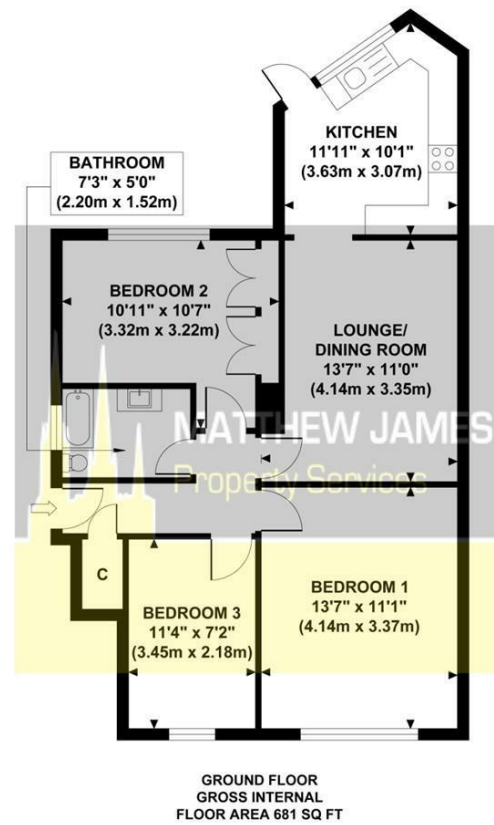 KITCHEN
11'11" x 10'1"
(3.63m x 3.07m)
BATHROOM
7'3" x 5'0"
(2.20m x 1.52m)
BEDROOM 2
10'11" x 10'7"
(3.32m x 3.22m)
LOUNGE/
DINING ROOM
13'7" x 11'0"
(4.14m x 3.35m)
MATTHEW JAMES
Property Services
C
BEDROOM 3
11'4" x 7'2"
(3.45m x 2.18m)
BEDROOM 1
13'7" x 11'1"
(4.14m x 3.37m)
GROUND FLOOR
GROSS INTERNAL
FLOOR AREA 681 SQ FT